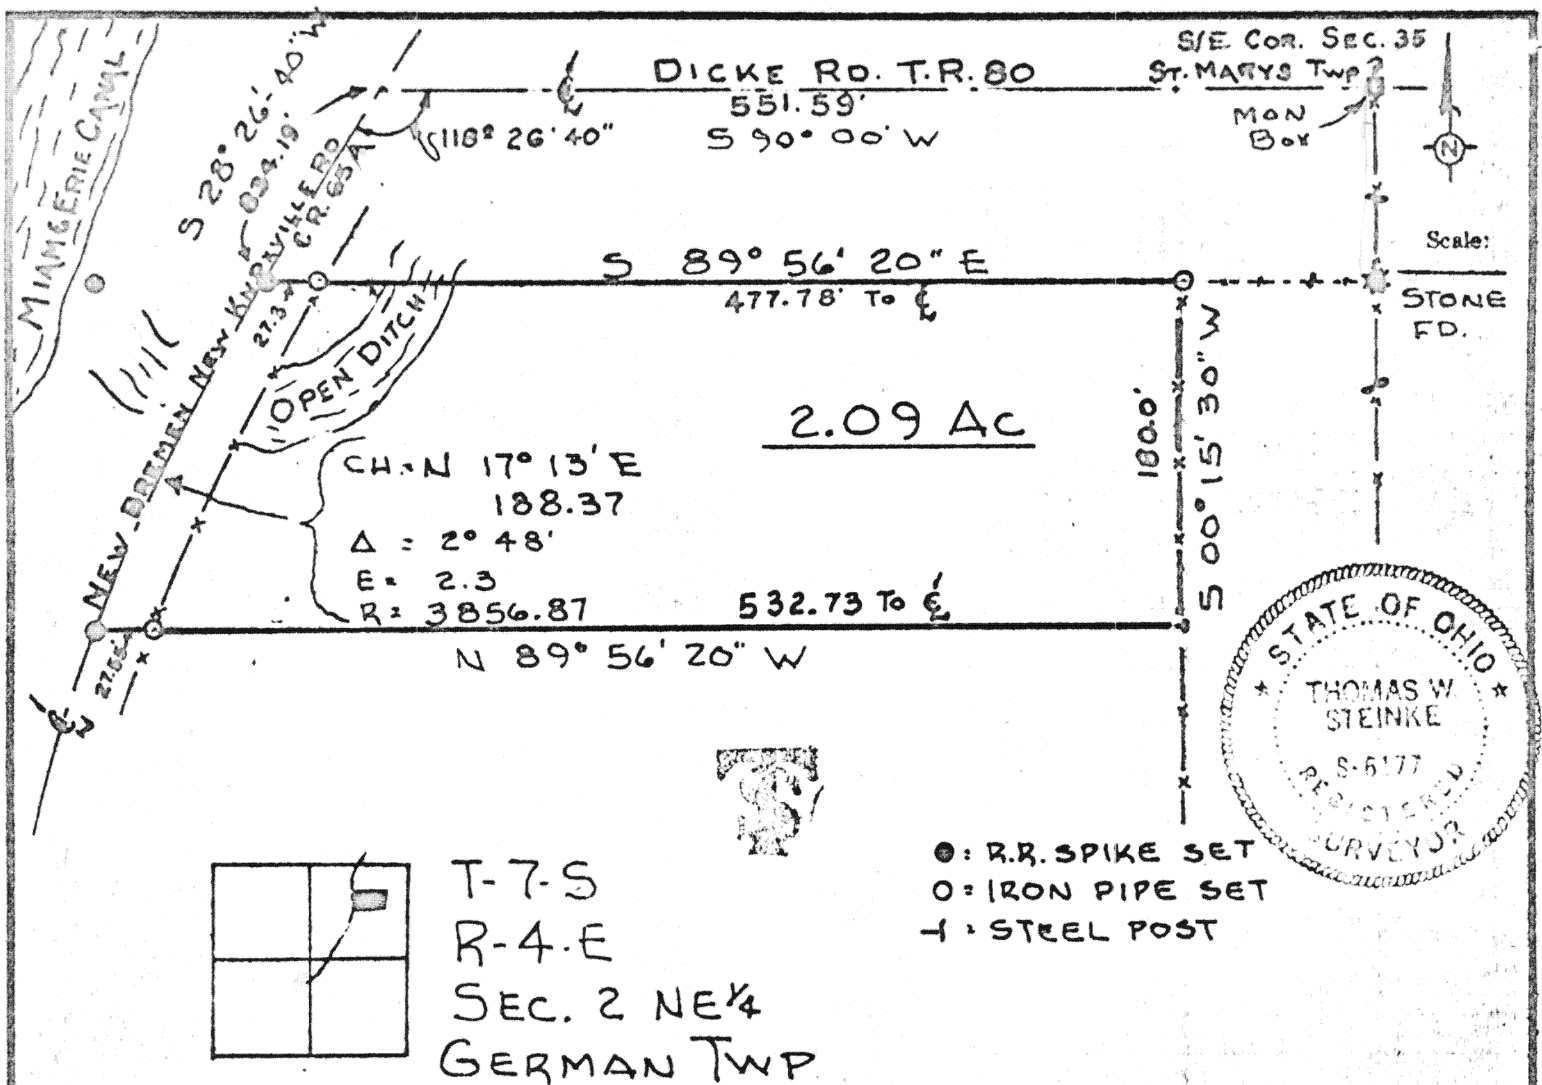 S/E COR. SEC. 35
ST. MARYS TWP
DICKE RD. T.R. 80
551.59'
S 90° 00' W
MON
BOX
118° 26' 40"
S 28° 26' 40" W
MIAMI & ERIE CANAL
NEW BREMEN NEW KNOXVILLE RD
C.R. 65A
N
Scale:
STONE
FD.
S 89° 56' 20" E
477.78' TO ℄
27.3
OPEN DITCH
2.09 AC
180.0'
S 00° 15' 30" W
CH. N 17° 13' E
188.37
Δ = 2° 48'
E = 2.3
R = 3856.87
532.73 TO ℄
N 89° 56' 20" W
STATE OF OHIO
THOMAS W.
STEINKE
S-6177
REGISTERED
SURVEYOR
●: R.R. SPIKE SET
O = IRON PIPE SET
STEEL POST
T-7-S
R-4-E
SEC. 2 NE¼
GERMAN TWP